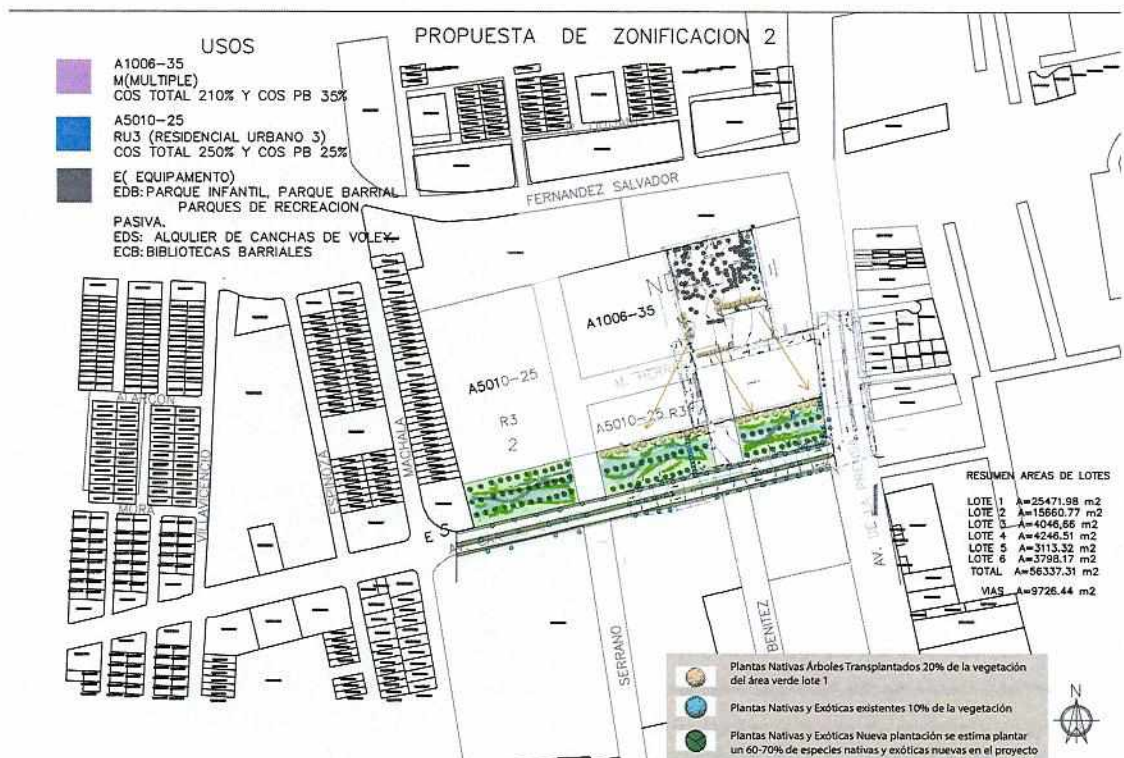 PROPUESTA DE ZONIFICACION 2
USOS
A1006-35
M(MULTIPLE)
COS TOTAL 210% Y COS PB 35%
A5010-25
RU3 (RESIDENCIAL URBANO 3)
COS TOTAL 250% Y COS PB 25%
E( EQUIPAMENTO)
EDB: PARQUE INFANTIL, PARQUE BARRIAL
PARQUES DE RECREACION
PASIVA.
EDS: ALQULIER DE CANCHAS DE VOLEY
ECB: BIBLIOTECAS BARRIALES
FERNANDEZ SALVADOR
A1006-35
A5010-25
R3
2
A5010-25 R3
ALARCON
MORA
VILLAVICENCIO
ESPINOZA
MACHALA
SERRANO
BENITEZ
AV. DE LA
RESUMEN AREAS DE LOTES
LOTE 1 A=25471.98 m2
LOTE 2 A=15660.77 m2
LOTE 3 A=4046,66 m2
LOTE 4 A=4246.51 m2
LOTE 5 A=3113.32 m2
LOTE 6 A=3798.17 m2
TOTAL A=56337.31 m2
VIAS A=9726.44 m2
Plantas Nativas Árboles Transplantados 20% de la vegetación
del área verde lote 1
Plantas Nativas y Exóticas existentes 10% de la vegetación
Plantas Nativas y Exóticas Nueva plantación se estima plantar
un 60-70% de especies nativas y exóticas nuevas en el proyecto
N